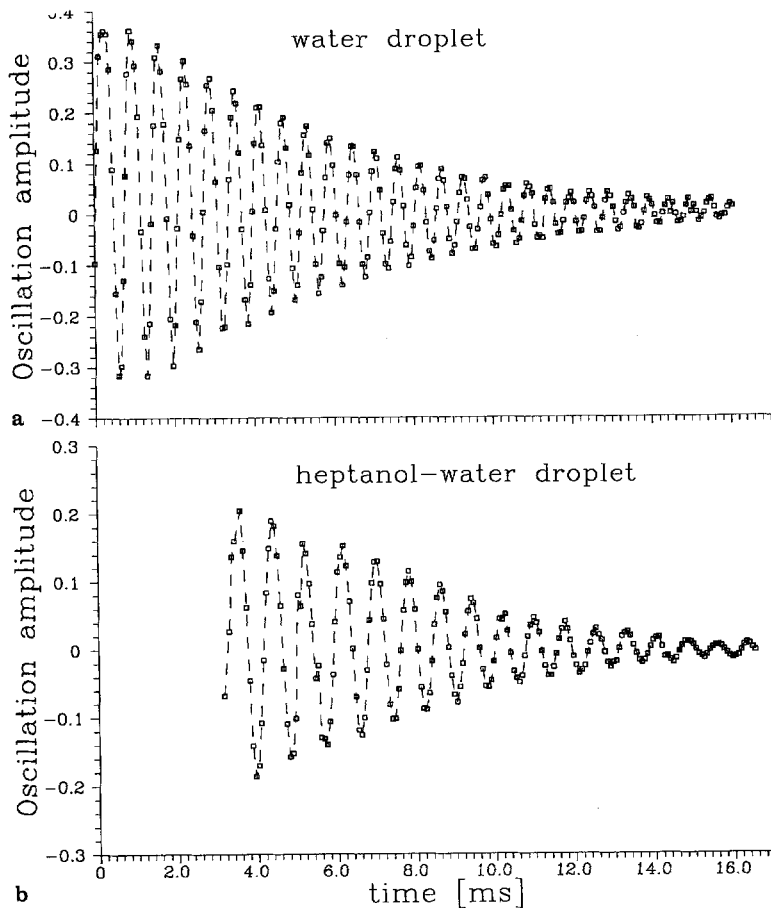 0.4
water droplet
0.3
0.2
0.1
0
-0.1
-0.2
-0.3
-0.4
Oscillation amplitude
a
0.3
heptanol-water droplet
0.2
0.1
0
-0.1
-0.2
-0.3
Oscillation amplitude
0 2.0 4.0 6.0 8.0 10.0 12.0 14.0 16.0
b
time [ms]